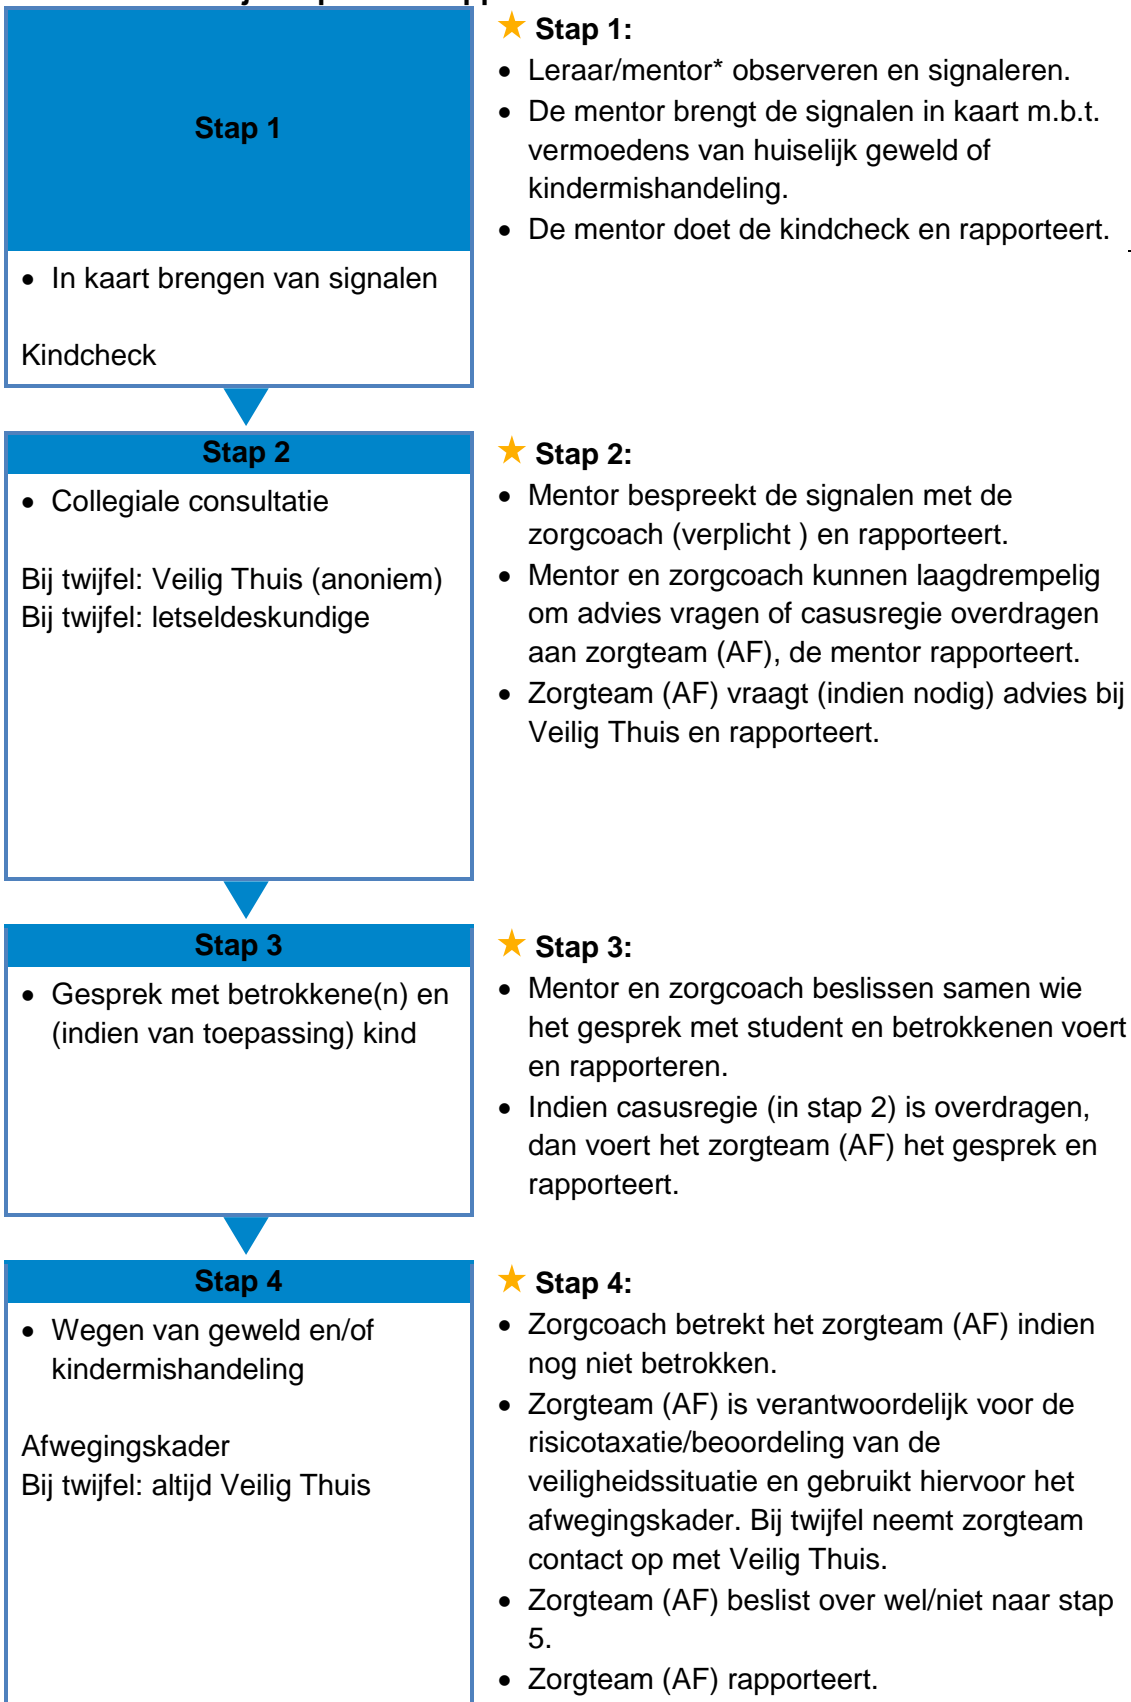 Stap 1
• In kaart brengen van signalen
Kindcheck
★ Stap 1:
• Leraar/mentor* observeren en signaleren.
• De mentor brengt de signalen in kaart m.b.t.
vermoedens van huiselijk geweld of
kindermishandeling.
• De mentor doet de kindcheck en rapporteert.
Stap 2
• Collegiale consultatie
Bij twijfel: Veilig Thuis (anoniem)
Bij twijfel: letseldeskundige
★ Stap 2:
• Mentor bespreekt de signalen met de
zorgcoach (verplicht ) en rapporteert.
• Mentor en zorgcoach kunnen laagdrempelig
om advies vragen of casusregie overdragen
aan zorgteam (AF), de mentor rapporteert.
• Zorgteam (AF) vraagt (indien nodig) advies bij
Veilig Thuis en rapporteert.
Stap 3
• Gesprek met betrokkene(n) en
(indien van toepassing) kind
★ Stap 3:
• Mentor en zorgcoach beslissen samen wie
het gesprek met student en betrokkenen voert
en rapporteren.
• Indien casusregie (in stap 2) is overdragen,
dan voert het zorgteam (AF) het gesprek en
rapporteert.
Stap 4
• Wegen van geweld en/of
kindermishandeling
Afwegingskader
Bij twijfel: altijd Veilig Thuis
★ Stap 4:
• Zorgcoach betrekt het zorgteam (AF) indien
nog niet betrokken.
• Zorgteam (AF) is verantwoordelijk voor de
risicotaxatie/beoordeling van de
veiligheidssituatie en gebruikt hiervoor het
afwegingskader. Bij twijfel neemt zorgteam
contact op met Veilig Thuis.
• Zorgteam (AF) beslist over wel/niet naar stap
5.
• Zorgteam (AF) rapporteert.